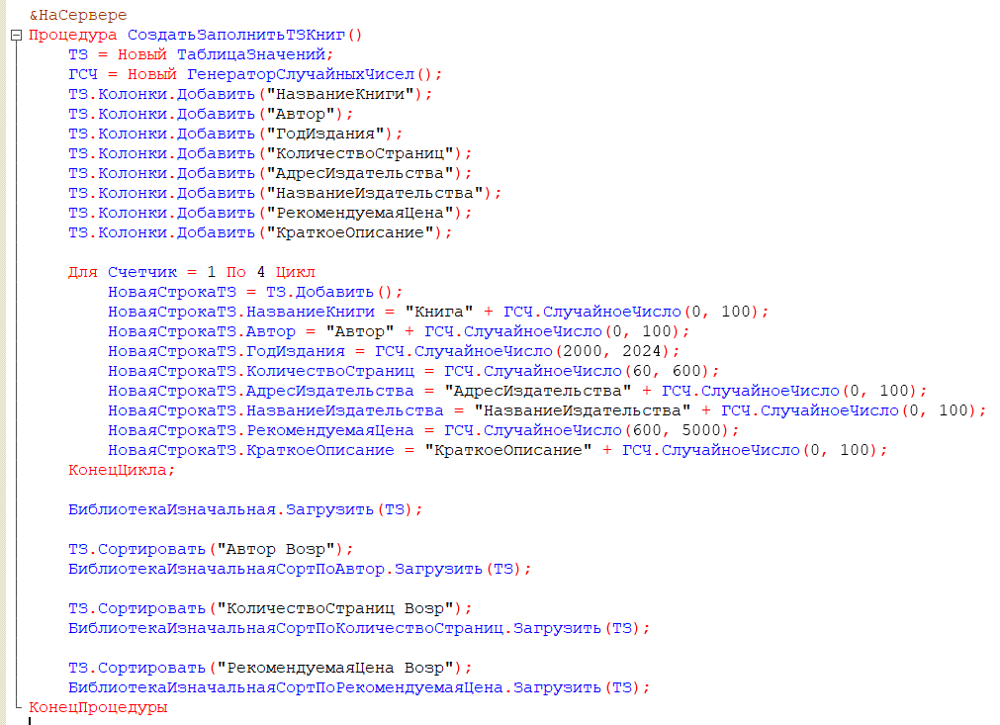 &НаСервере
Процедура СоздатьЗаполнитьТЗКниг()
ТЗ = Новый ТаблицаЗначений;
ГСЧ = Новый ГенераторСлучайныхЧисел();
ТЗ.Колонки.Добавить("НазваниеКниги");
ТЗ.Колонки.Добавить("Автор");
ТЗ.Колонки.Добавить("ГодИздания");
ТЗ.Колонки.Добавить("КоличествоСтраниц");
ТЗ.Колонки.Добавить("АдресИздательства");
ТЗ.Колонки.Добавить("НазваниеИздательства");
ТЗ.Колонки.Добавить("РекомендуемаяЦена");
ТЗ.Колонки.Добавить("КраткоеОписание");
Для Счетчик = 1 По 4 Цикл
НоваяСтрокаТЗ = ТЗ.Добавить();
НоваяСтрокаТЗ.НазваниеКниги = "Книга" + ГСЧ.СлучайноеЧисло(0, 100);
НоваяСтрокаТЗ.Автор = "Автор" + ГСЧ.СлучайноеЧисло(0, 100);
НоваяСтрокаТЗ.ГодИздания = ГСЧ.СлучайноеЧисло(2000, 2024);
НоваяСтрокаТЗ.КоличествоСтраниц = ГСЧ.СлучайноеЧисло(60, 600);
НоваяСтрокаТЗ.АдресИздательства = "АдресИздательства" + ГСЧ.СлучайноеЧисло(0, 100);
НоваяСтрокаТЗ.НазваниеИздательства = "НазваниеИздательства" + ГСЧ.СлучайноеЧисло(0, 100);
НоваяСтрокаТЗ.РекомендуемаяЦена = ГСЧ.СлучайноеЧисло(600, 5000);
НоваяСтрокаТЗ.КраткоеОписание = "КраткоеОписание" + ГСЧ.СлучайноеЧисло(0, 100);
КонецЦикла;
БиблиотекаИзначальная.Загрузить(ТЗ);
ТЗ.Сортировать("Автор Возр");
БиблиотекаИзначальнаяСортПоАвтор.Загрузить(ТЗ);
ТЗ.Сортировать("КоличествоСтраниц Возр");
БиблиотекаИзначальнаяСортПоКоличествоСтраниц.Загрузить(ТЗ);
ТЗ.Сортировать("РекомендуемаяЦена Возр");
БиблиотекаИзначальнаяСортПоРекомендуемаяЦена.Загрузить(ТЗ);
КонецПроцедуры